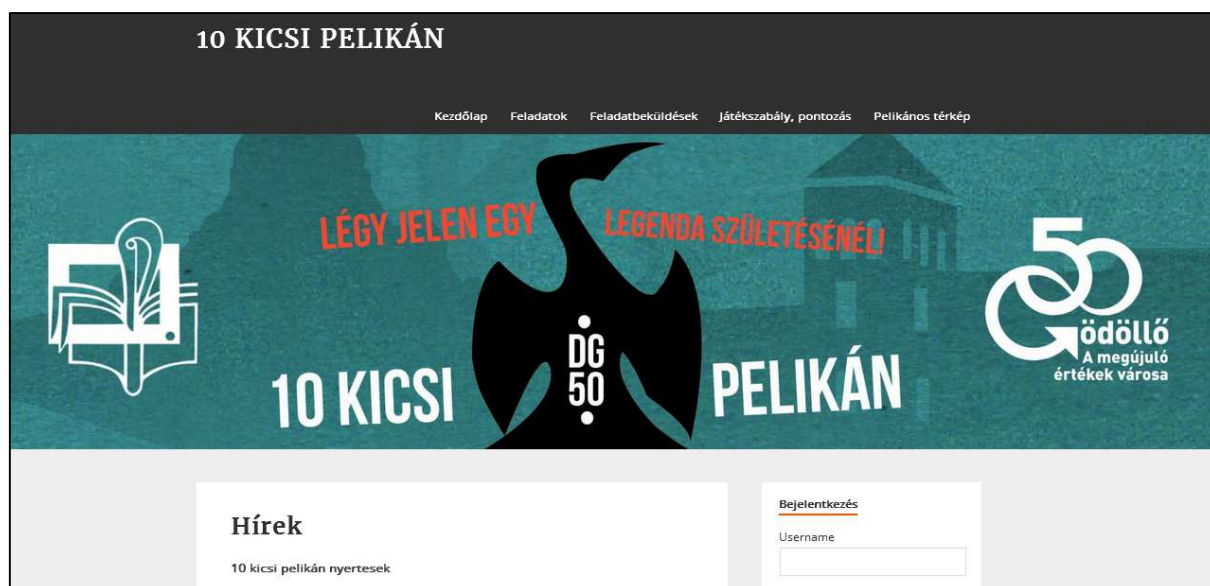 10 KICSI PELIKÁN
Kezdőlap Feladatok Feladatbeküldések Játékszabály, pontozás Pelikános térkép
LÉGY JELEN EGY LEGENDA SZÜLETÉSÉNÉL!
DG
50
10 KICSI PELIKÁN
50
Gödöllő
A megújuló
értékek városa
Hírek
10 kicsi pelikán nyertesek
Bejelentkezés
Username